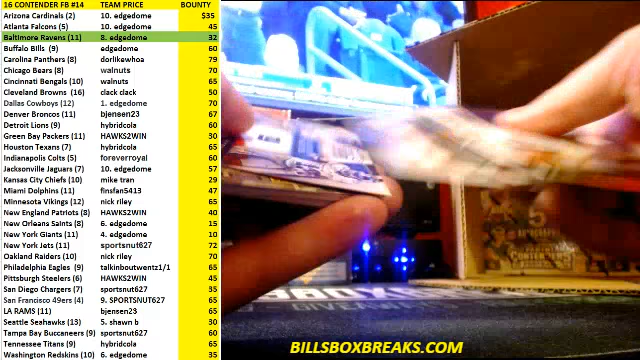 16 CONTENDER FB #14 TEAM PRICE BOUNTY
Arizona Cardinals (2) 10. edgedome $35
Atlanta Falcons (5) 10. edgedome 45
Baltimore Ravens (11) 8. edgedome 32
Buffalo Bills (9) edgedome 60
Carolina Panthers (8) dorlikewhoa 79
Chicago Bears (8) walnuts 75
Cincinnati Bengals (10) walnuts 65
Cleveland Browns (16) clack clack 50
Dallas Cowboys (12) 1. edgedome 70
Denver Broncos (11) bjensen23 67
Detroit Lions (9) hybridcola 60
Green Bay Packers (11) HAWKS2WIN 30
Houston Texans (7) hybridcola 65
Indianapolis Colts (5) foreverroyal 60
Jacksonville Jaguars (7) 10. edgedome 57
Kansas City Chiefs (10) mike tran 29
Miami Dolphins (11) finsfan5413 47
Minnesota Vikings (12) nick riley 65
New England Patriots (8) HAWKS2WIN 40
New Orleans Saints (8) 6. edgedome 15
New York Giants (11) 4. edgedome 10
New York Jets (11) sportsnut627 72
Oakland Raiders (10) nick riley 70
Philadelphia Eagles (9) talkinboutwentz1/1 65
Pittsburgh Steelers (6) HAWKS2WIN 45
San Diego Chargers (7) sportsnut627 35
San Francisco 49ers (4) 9. SPORTSNUT627 65
LA RAMS (11) bjensen23 65
Seattle Seahawks (13) 5. shawn b 30
Tampa Bay Buccaneers (9) sportsnut627 60
Tennessee Titans (9) hybridcola 65
Washington Redskins (10) 6. edgedome 35
BILLSBOXBREAKS.COM